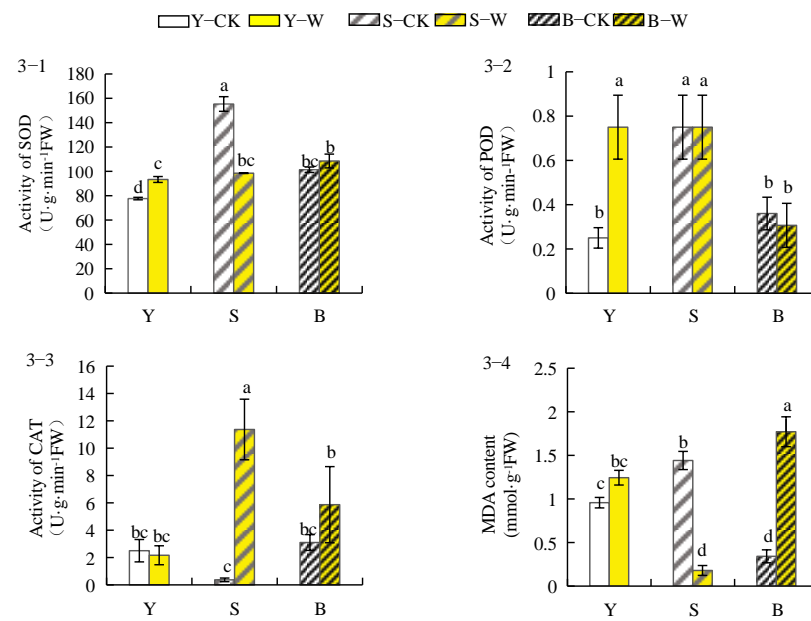 Y−CK Y−W S−CK S−W B−CK B−W
3−1
Activity of SOD
(U·g·min⁻¹FW)
180
160
140
120
100
80
60
40
20
0
d c a bc bc b
Y S B
3−2
Activity of POD
(U·g·min-¹FW)
1
0.8
0.6
0.4
0.2
0
b a a a b b
Y S B
3−3
Activity of CAT
(U·g·min-¹FW)
16
14
12
10
8
6
4
2
0
bc bc c a bc b
Y S B
3−4
MDA content
(mmol·g-¹FW)
2.5
2
1.5
1
0.5
0
c bc b d d a
Y S B